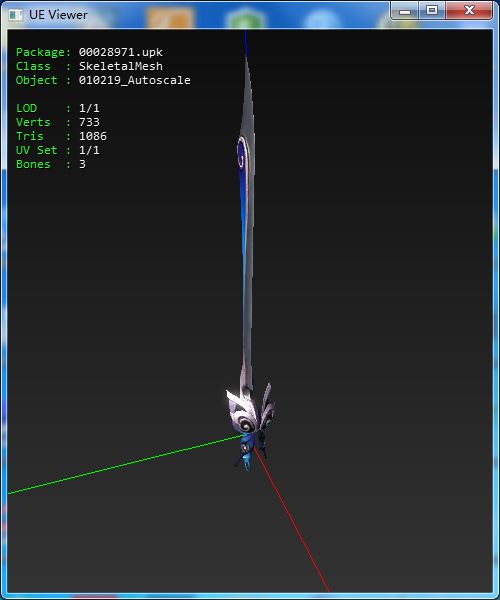 UE Viewer
Package: 00028971.upk
Class  : SkeletalMesh
Object : 010219_Autoscale
LOD    : 1/1
Verts  : 733
Tris   : 1086
UV Set : 1/1
Bones  : 3